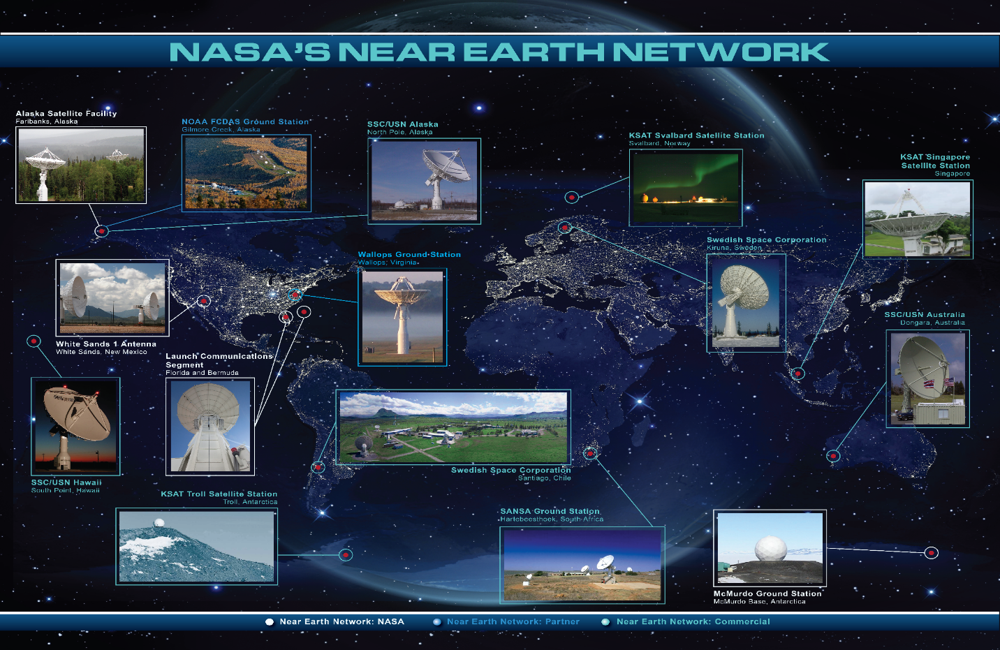 NASA'S NEAR EARTH NETWORK
Alaska Satellite Facility
Faribanks, Alaska
NOAA FCDAS Ground Station
Gilmore Creek, Alaska
SSC/USN Alaska
North Pole, Alaska
KSAT Svalbard Satellite Station
Svalbard, Norway
KSAT Singapore
Satellite Station
Singapore
Swedish Space Corporation
Kiruna, Sweden
Wallops Ground Station
Wallops, Virginia
White Sands 1 Antenna
White Sands, New Mexico
Launch Communications
Segment
Florida and Bermuda
SSC/USN Australia
Dongara, Australia
SSC/USN Hawaii
South Point, Hawaii
Swedish Space Corporation
Santiago, Chile
KSAT Troll Satellite Station
Troll, Antarctica
SANSA Ground Station
Hartebeesthoek, South Africa
McMurdo Ground Station
McMurdo Base, Antarctica
Near Earth Network: NASA
Near Earth Network: Partner
Near Earth Network: Commercial